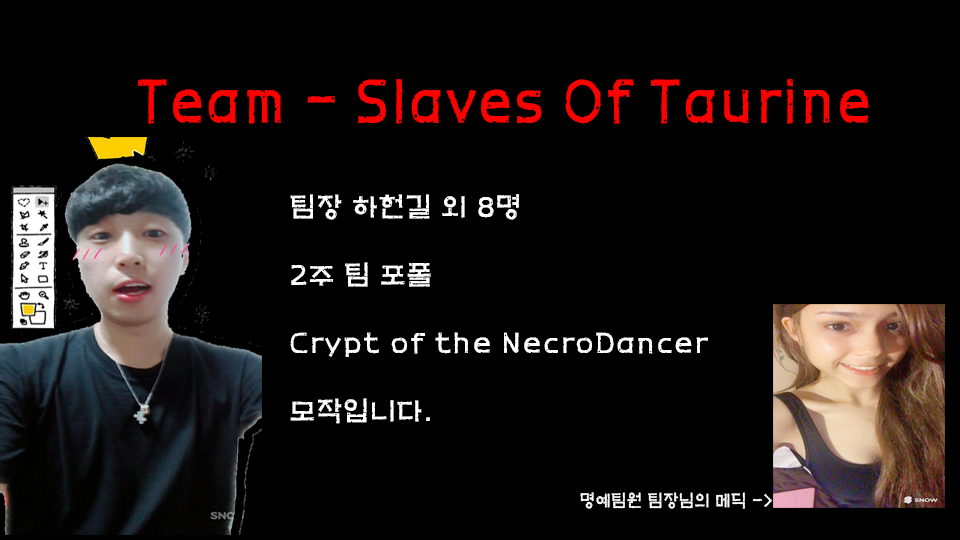 Team - Slaves Of Taurine
팀장 하헌길 외 8명
2주 팀 포폴
Crypt of the NecroDancer
모작입니다.
명예팀원 팀장님의 메딕 ->
SNOW
SNO